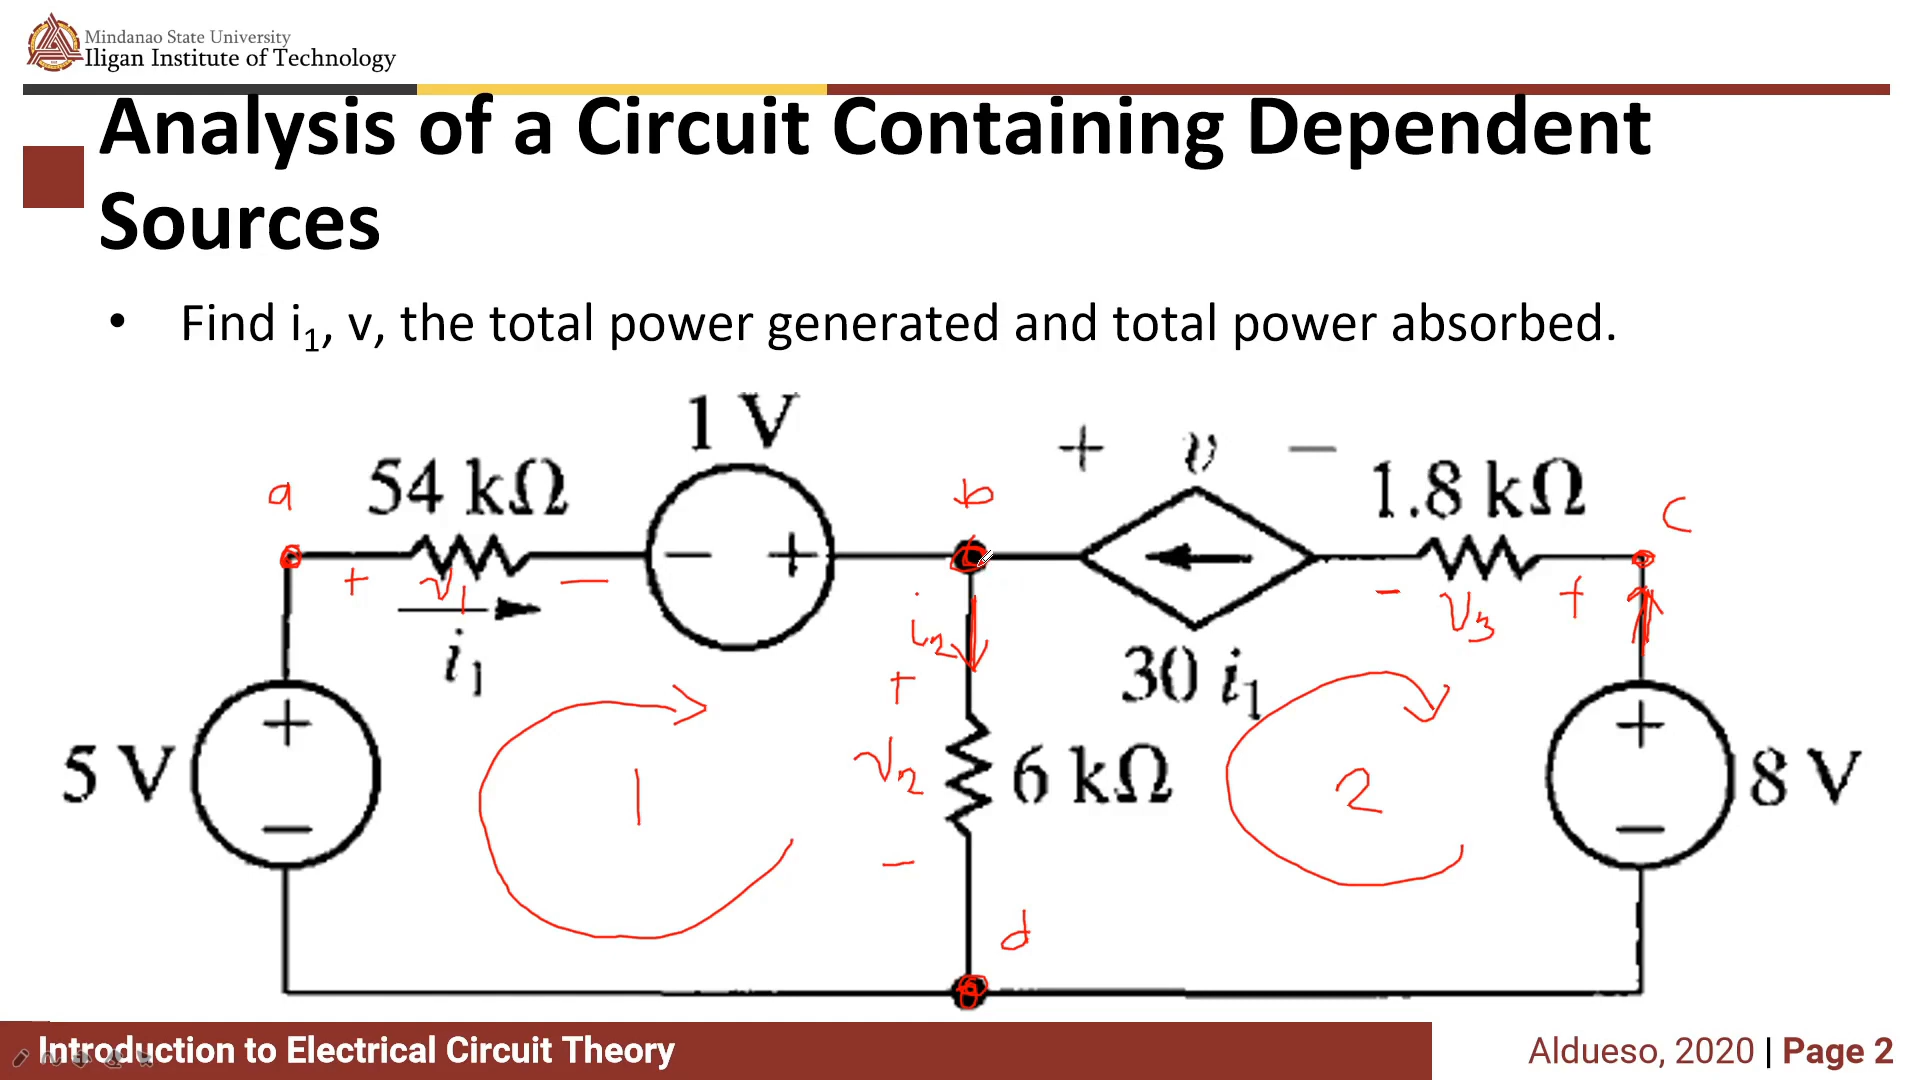 Mindanao State University
Iligan Institute of Technology
Analysis of a Circuit Containing Dependent
Sources
• Find i₁, v, the total power generated and total power absorbed.
1 V
+ v −
a
54 kΩ
b
1.8 kΩ
c
− +
+ v₁ −
i₁
i₂
− v₃ +
30 i₁
+
5 V
+
−
1
+
v₂
−
6 kΩ
2
+
−
8 V
d
Introduction to Electrical Circuit Theory
Aldueso, 2020 | Page 2